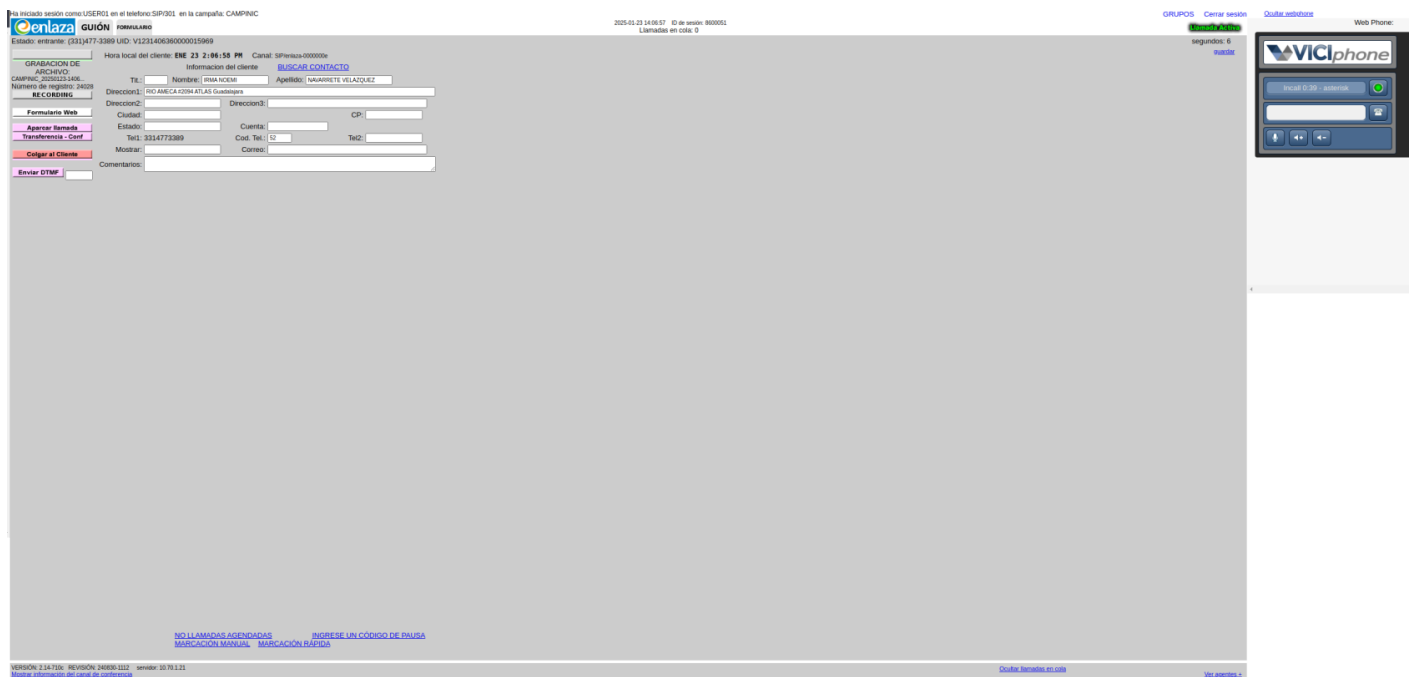 Ha iniciado sesión como:USER01 en el telefono:SIP/301 en la campaña: CAMPINIC
GRUPOS Cerrar sesión Ocultar webphone
enlaza GUIÓN FORMULARIO
2025-01-23 14:06:57 ID de sesión: 8600051
Llamadas en cola: 0
Llamada Activa
Web Phone:
Estado: entrante: (331)477-3389 UID: V1231406360000015969
segundos: 6
Hora local del cliente: ENE 23 2:06:58 PM Canal: SIP/enlaza-0000000e
guardar
VICIphone
GRABACION DE
ARCHIVO:
CAMPINIC_20250123-1406...
Número de registro: 24028
RECORDING
Formulario Web
Aparcar llamada
Transferencia - Conf
Colgar al Cliente
Enviar DTMF
Informacion del cliente BUSCAR CONTACTO
Tit.: Nombre: IRMA NOEMI Apellido: NAVARRETE VELAZQUEZ
Direccion1: RIO AMECA #2094 ATLAS Guadalajara
Direccion2: Direccion3:
Ciudad: CP:
Estado: Cuenta:
Tel1: 3314773389 Cod. Tel.: 52 Tel2:
Mostrar: Correo:
Comentarios:
Incall 0:39 - asterisk
NO LLAMADAS AGENDADAS INGRESE UN CÓDIGO DE PAUSA
MARCACIÓN MANUAL MARCACIÓN RÁPIDA
VERSIÓN: 2.14-710c REVISIÓN: 240830-1112 servidor: 10.70.1.21
Ocultar llamadas en cola
Mostrar información del canal de conferencia
Ver agentes +